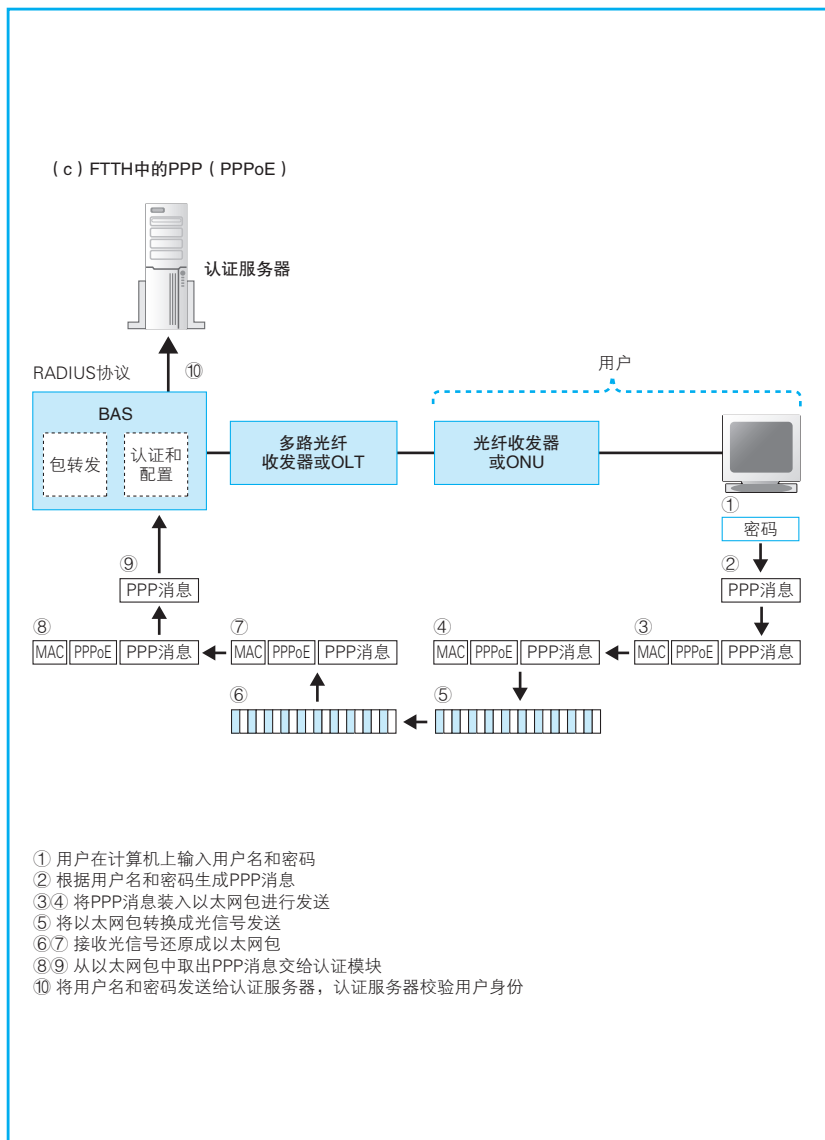 （c）FTTH中的PPP（PPPoE）
认证服务器
RADIUS协议 ⑩
用户
BAS
包转发
认证和
配置
多路光纤
收发器或OLT
光纤收发器
或ONU
①
密码
②
PPP消息
⑨
PPP消息
⑧
MAC PPPoE PPP消息
⑦
MAC PPPoE PPP消息
④
MAC PPPoE PPP消息
③
MAC PPPoE PPP消息
⑥
⑤
① 用户在计算机上输入用户名和密码
② 根据用户名和密码生成PPP消息
③④ 将PPP消息装入以太网包进行发送
⑤ 将以太网包转换成光信号发送
⑥⑦ 接收光信号还原成以太网包
⑧⑨ 从以太网包中取出PPP消息交给认证模块
⑩ 将用户名和密码发送给认证服务器，认证服务器校验用户身份